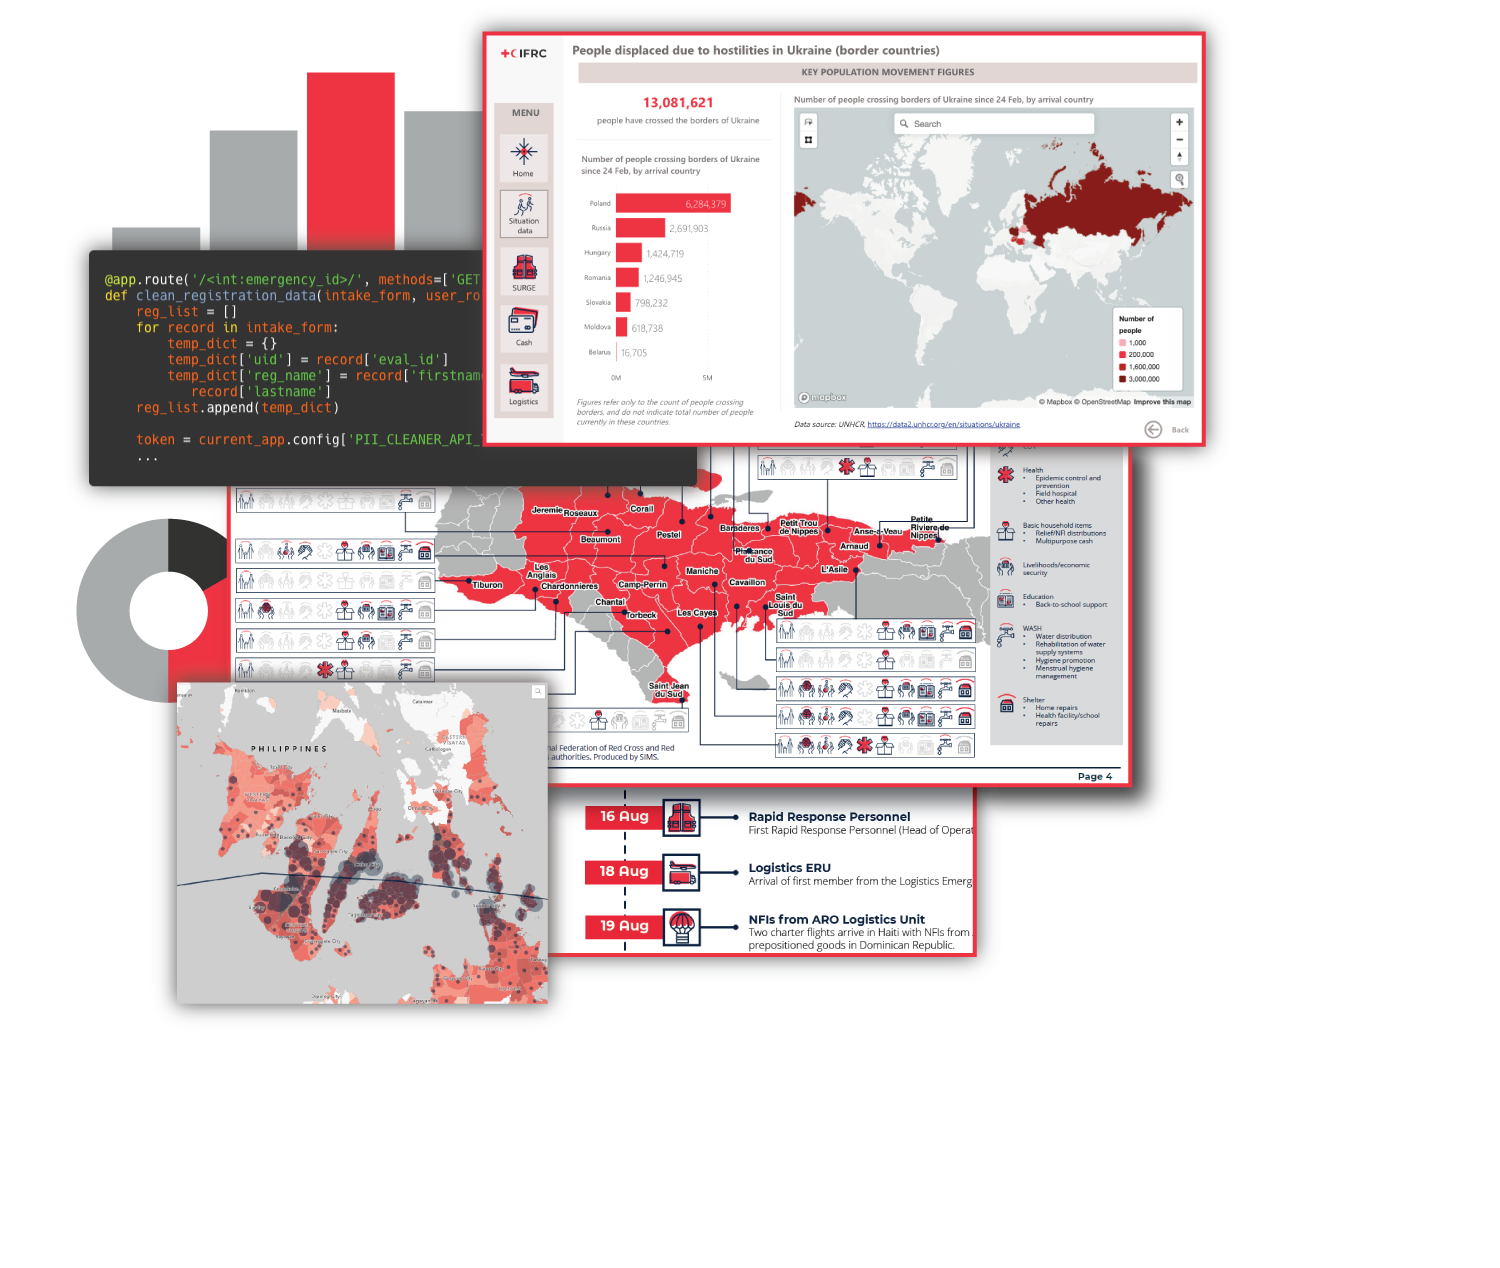 IFRC
People displaced due to hostilities in Ukraine (border countries)
KEY POPULATION MOVEMENT FIGURES
MENU
Home
Situation
data
SURGE
Cash
Logistics
13,081,621
people have crossed the borders of Ukraine
Number of people crossing borders of Ukraine
since 24 Feb, by arrival country
Poland 6,284,379
Russia 2,691,903
Hungary 1,424,719
Romania 1,246,945
Slovakia 798,232
Moldova 618,738
Belarus 16,705
0M 5M
Figures refer only to the count of people crossing
borders, and do not indicate total number of people
currently in these countries.
Number of people crossing borders of Ukraine since 24 Feb, by arrival country
Search
Number of
people
1,000
200,000
1,600,000
3,000,000
mapbox
© Mapbox © OpenStreetMap Improve this map
Data source: UNHCR, https://data2.unhcr.org/en/situations/ukraine
Back
@app.route('/<int:emergency_id>/', methods=['GET
def clean_registration_data(intake_form, user_ro
reg_list = []
for record in intake_form:
temp_dict = {}
temp_dict['uid'] = record['eval_id']
temp_dict['reg_name'] = record['firstnam
record['lastname']
reg_list.append(temp_dict)
token = current_app.config['PII_CLEANER_API_
...
Jeremie
Roseaux
Corail
Pestel
Beaumont
Baradères
Petit Trou
de Nippes
Anse-a-Veau
Petite
Riviere de
Nippes
Arnaud
Plaisance
du Sud
L'Asile
Les
Anglais
Tiburon
Chardonnieres
Camp-Perrin
Maniche
Cavaillon
Chantal
Torbeck
Les Cayes
Saint
Louis du
Sud
Saint Jean
du Sud
Health
• Epidemic control and
prevention
• Field hospital
• Other health
Basic household items
• Relief/NFI distributions
• Multipurpose cash
Livelihoods/economic
security
Education
• Back-to-school support
WASH
• Water distribution
• Rehabilitation of water
supply systems
• Hygiene promotion
• Menstrual hygiene
management
Shelter
• Home repairs
• Health facility/school
repairs
nal Federation of Red Cross and Red
authorities. Produced by SIMS.
Page 4
PHILIPPINES
Masbate
Catarman
16 Aug
Rapid Response Personnel
First Rapid Response Personnel (Head of Operat
18 Aug
Logistics ERU
Arrival of first member from the Logistics Emerg
19 Aug
NFIs from ARO Logistics Unit
Two charter flights arrive in Haiti with NFIs from
prepositioned goods in Dominican Republic.